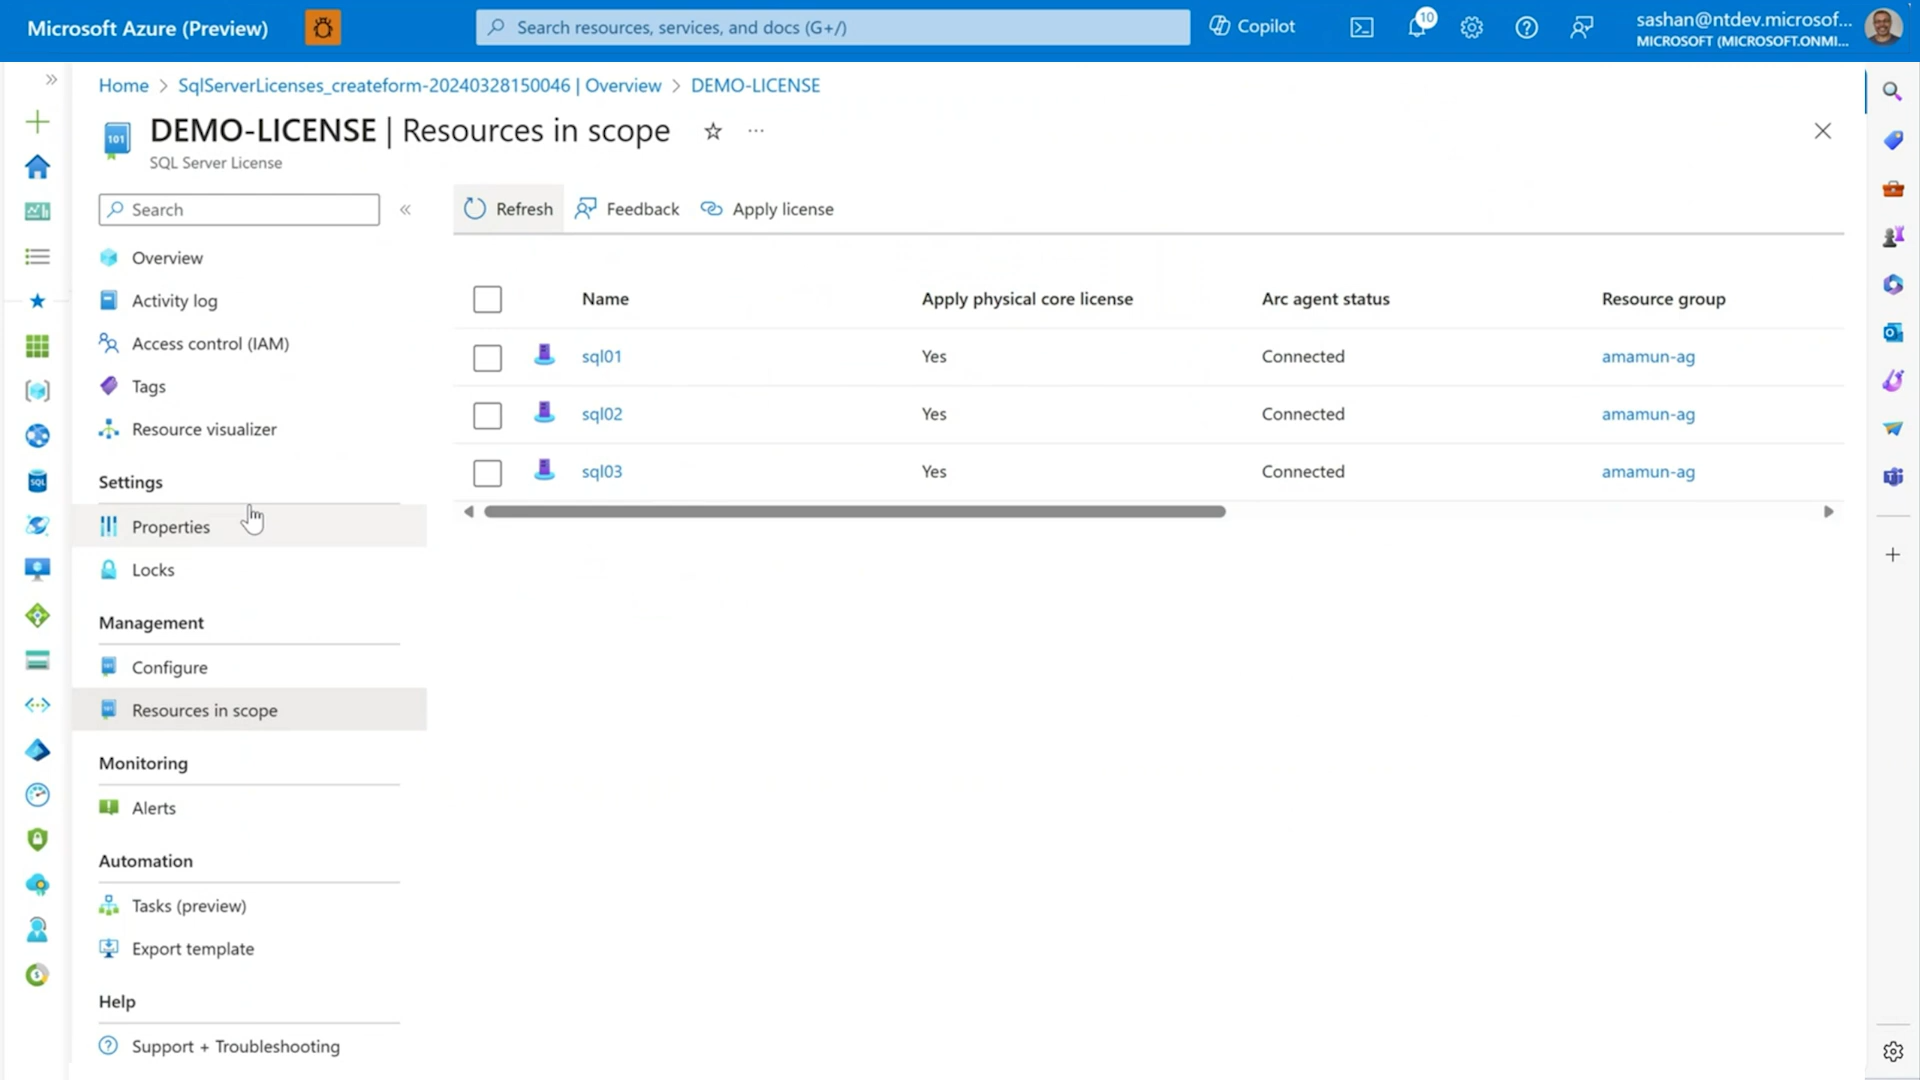 Microsoft Azure (Preview)
Search resources, services, and docs (G+/)
Copilot
10
sashan@ntdev.microsof...
MICROSOFT (MICROSOFT.ONMI...
Home > SqlServerLicenses_createform-20240328150046 | Overview > DEMO-LICENSE
DEMO-LICENSE | Resources in scope
SQL Server License
Search
Refresh
Feedback
Apply license
Overview
Activity log
Access control (IAM)
Tags
Resource visualizer
Settings
Properties
Locks
Management
Configure
Resources in scope
Monitoring
Alerts
Automation
Tasks (preview)
Export template
Help
Support + Troubleshooting
Name Apply physical core license Arc agent status Resource group
sql01 Yes Connected amamun-ag
sql02 Yes Connected amamun-ag
sql03 Yes Connected amamun-ag